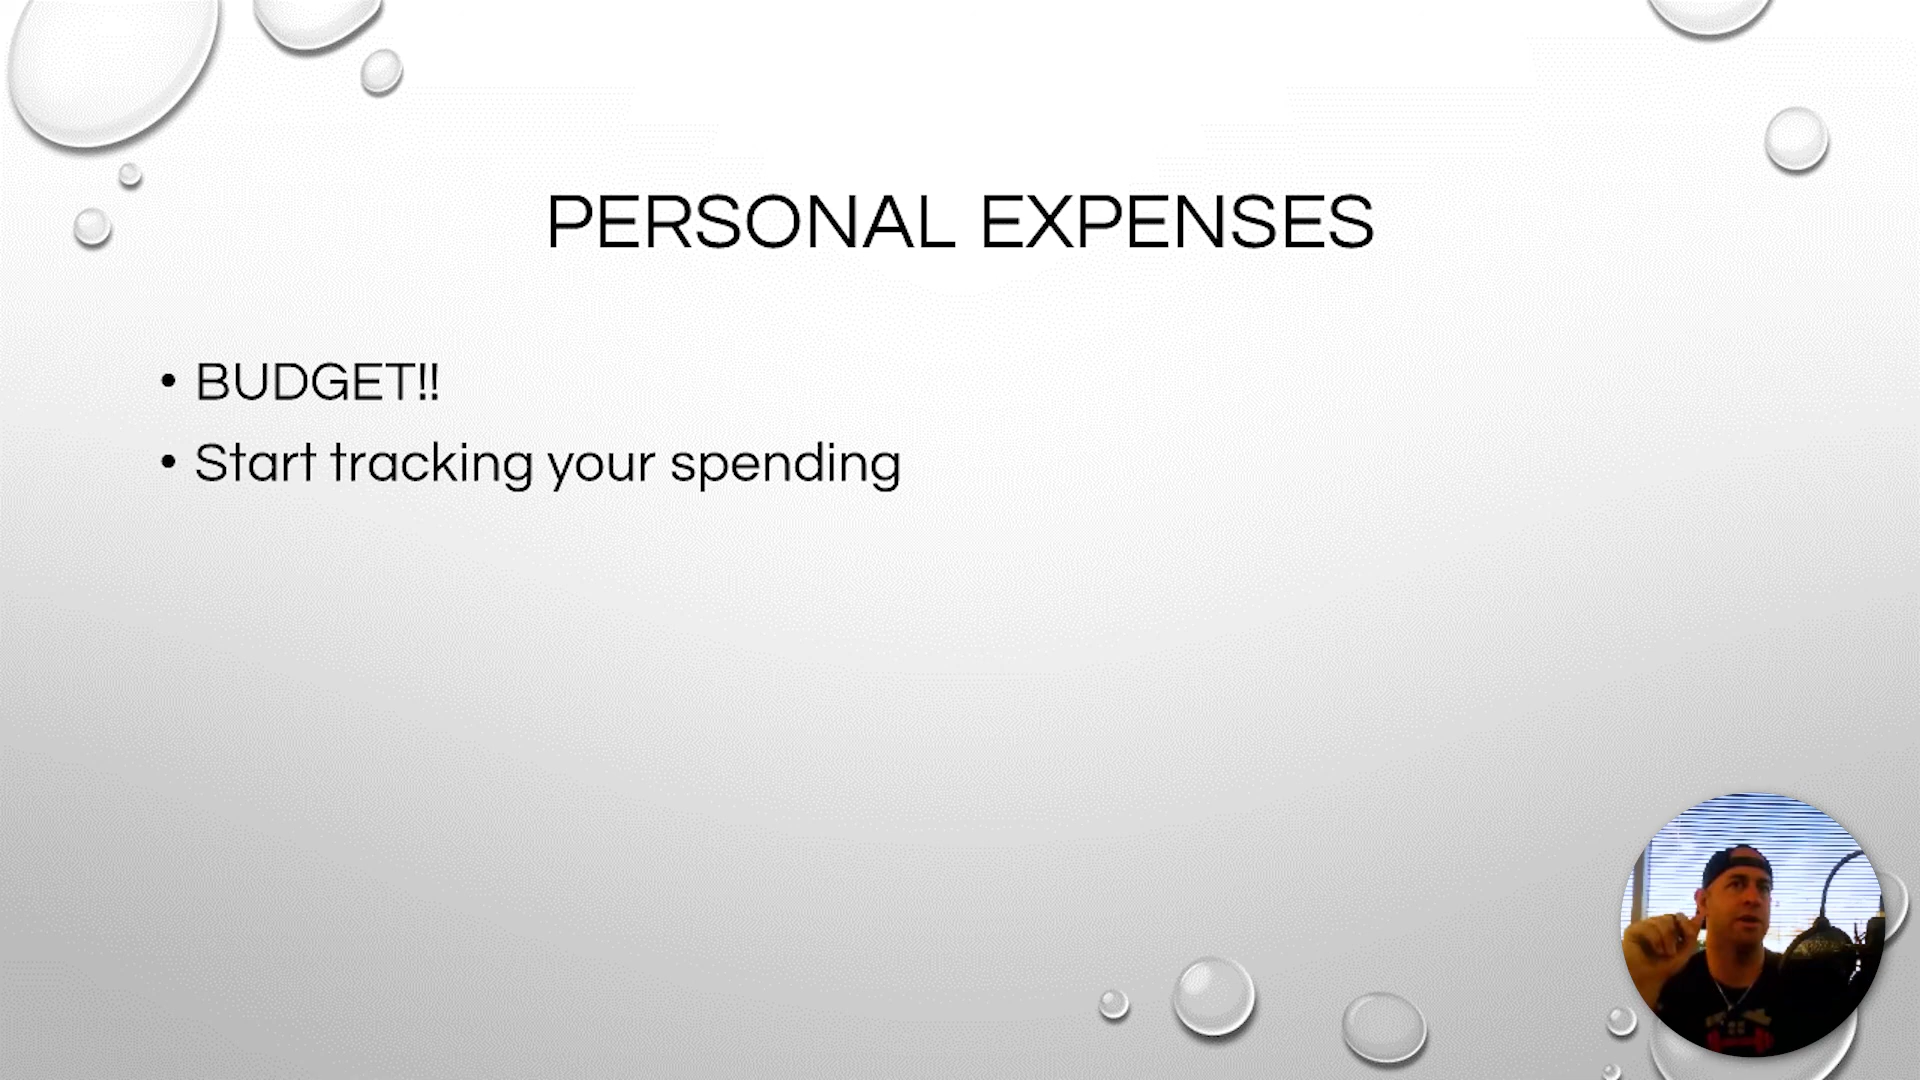 PERSONAL EXPENSES
• BUDGET!!
• Start tracking your spending